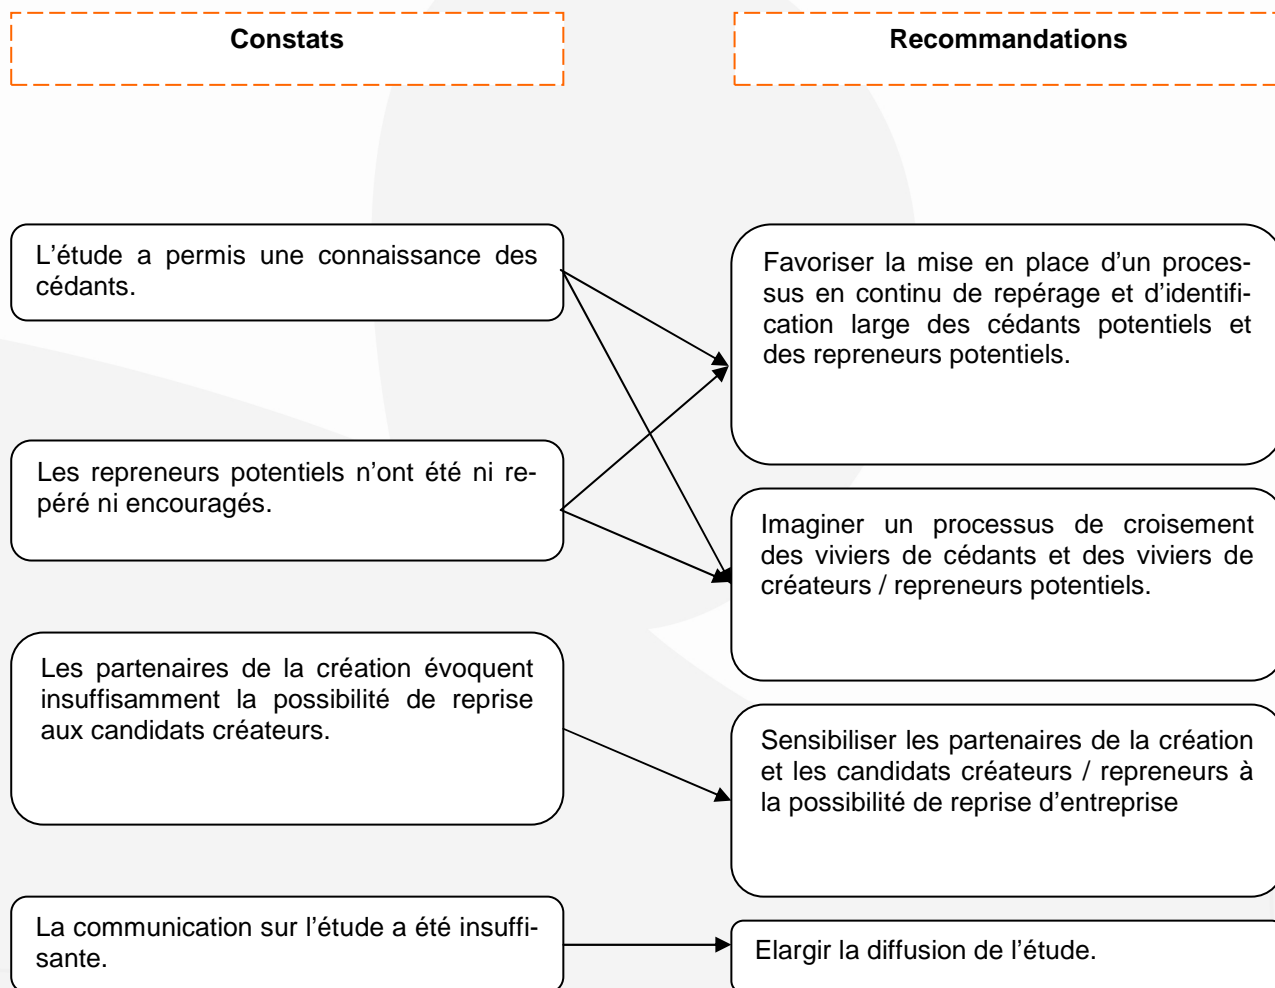 Constats
Recommandations
L’étude a permis une connaissance des
cédants.
Favoriser la mise en place d’un proces-
sus en continu de repérage et d’identifi-
cation large des cédants potentiels et
des repreneurs potentiels.
Les repreneurs potentiels n’ont été ni re-
péré ni encouragés.
Imaginer un processus de croisement
des viviers de cédants et des viviers de
créateurs / repreneurs potentiels.
Les partenaires de la création évoquent
insuffisamment la possibilité de reprise
aux candidats créateurs.
Sensibiliser les partenaires de la création
et les candidats créateurs / repreneurs à
la possibilité de reprise d’entreprise
La communication sur l’étude a été insuffi-
sante.
Elargir la diffusion de l’étude.